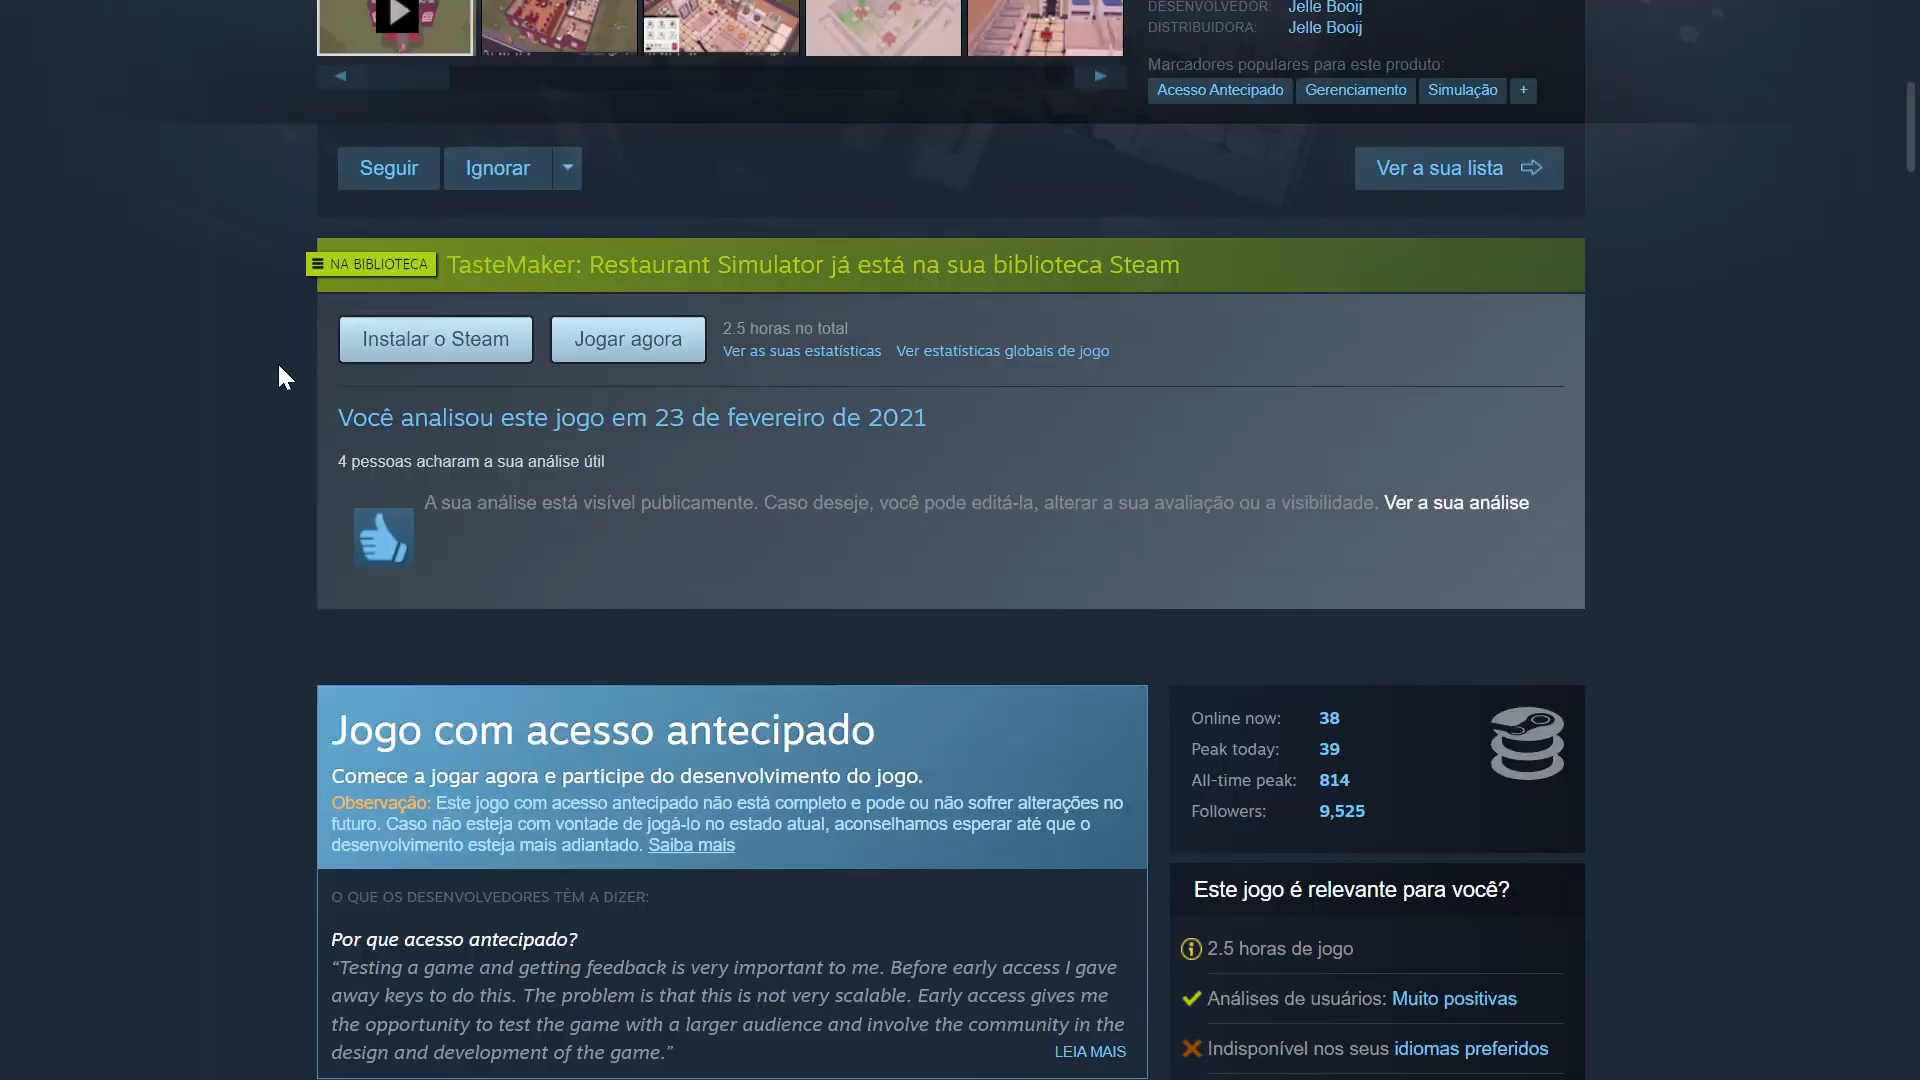 DESENVOLVEDOR: Jelle Booij
DISTRIBUIDORA: Jelle Booij
Marcadores populares para este produto:
Acesso Antecipado Gerenciamento Simulação +
Seguir Ignorar Ver a sua lista
NA BIBLIOTECA TasteMaker: Restaurant Simulator já está na sua biblioteca Steam
Instalar o Steam Jogar agora
2.5 horas no total
Ver as suas estatísticas Ver estatísticas globais de jogo
Você analisou este jogo em 23 de fevereiro de 2021
4 pessoas acharam a sua análise útil
A sua análise está visível publicamente. Caso deseje, você pode editá-la, alterar a sua avaliação ou a visibilidade. Ver a sua análise
Jogo com acesso antecipado
Comece a jogar agora e participe do desenvolvimento do jogo.
Observação: Este jogo com acesso antecipado não está completo e pode ou não sofrer alterações no
futuro. Caso não esteja com vontade de jogá-lo no estado atual, aconselhamos esperar até que o
desenvolvimento esteja mais adiantado. Saiba mais
O QUE OS DESENVOLVEDORES TÊM A DIZER:
Por que acesso antecipado?
“Testing a game and getting feedback is very important to me. Before early access I gave
away keys to do this. The problem is that this is not very scalable. Early access gives me
the opportunity to test the game with a larger audience and involve the community in the
design and development of the game.”
LEIA MAIS
Online now: 38
Peak today: 39
All-time peak: 814
Followers: 9,525
Este jogo é relevante para você?
2.5 horas de jogo
Análises de usuários: Muito positivas
Indisponível nos seus idiomas preferidos